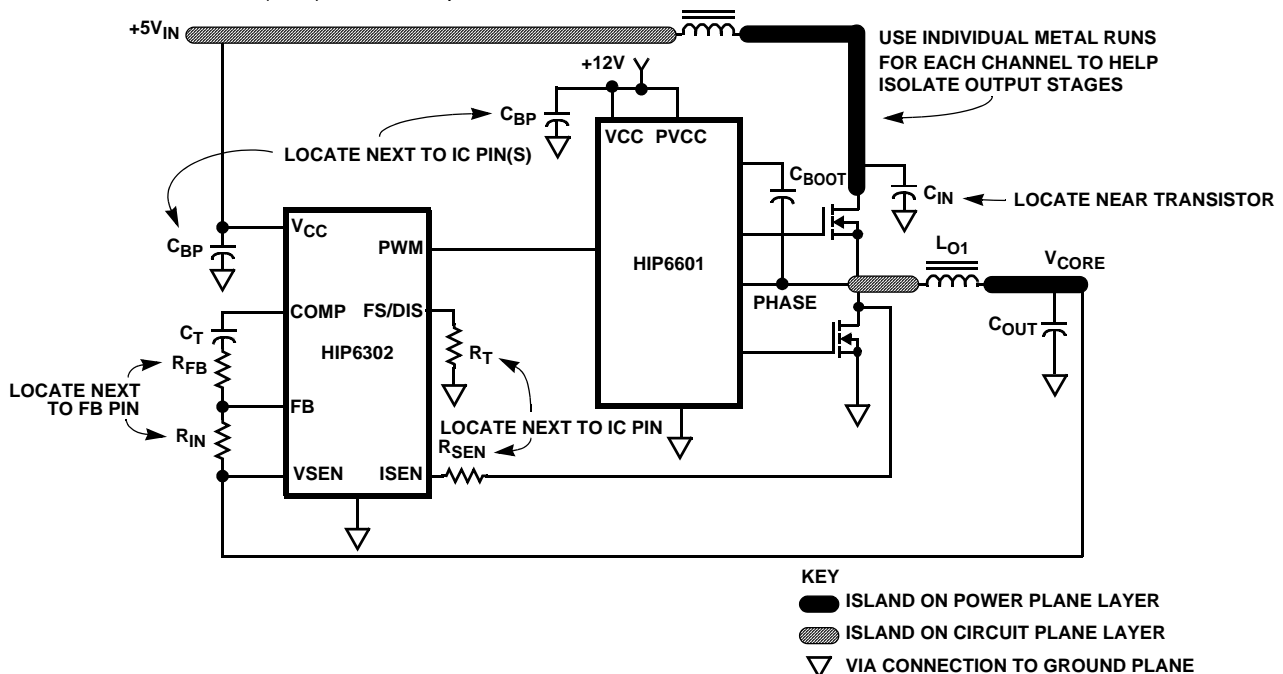 +5VIN
USE INDIVIDUAL METAL RUNS
FOR EACH CHANNEL TO HELP
ISOLATE OUTPUT STAGES
+12V
CBP
VCC PVCC
LOCATE NEXT TO IC PIN(S)
CBOOT
CIN
LOCATE NEAR TRANSISTOR
VCC
CBP
PWM
HIP6601
LO1
VCORE
PHASE
COMP
FS/DIS
CT
HIP6302
RT
COUT
RFB
LOCATE NEXT
TO FB PIN
FB
RIN
LOCATE NEXT TO IC PIN
RSEN
VSEN
ISEN
KEY
ISLAND ON POWER PLANE LAYER
ISLAND ON CIRCUIT PLANE LAYER
VIA CONNECTION TO GROUND PLANE